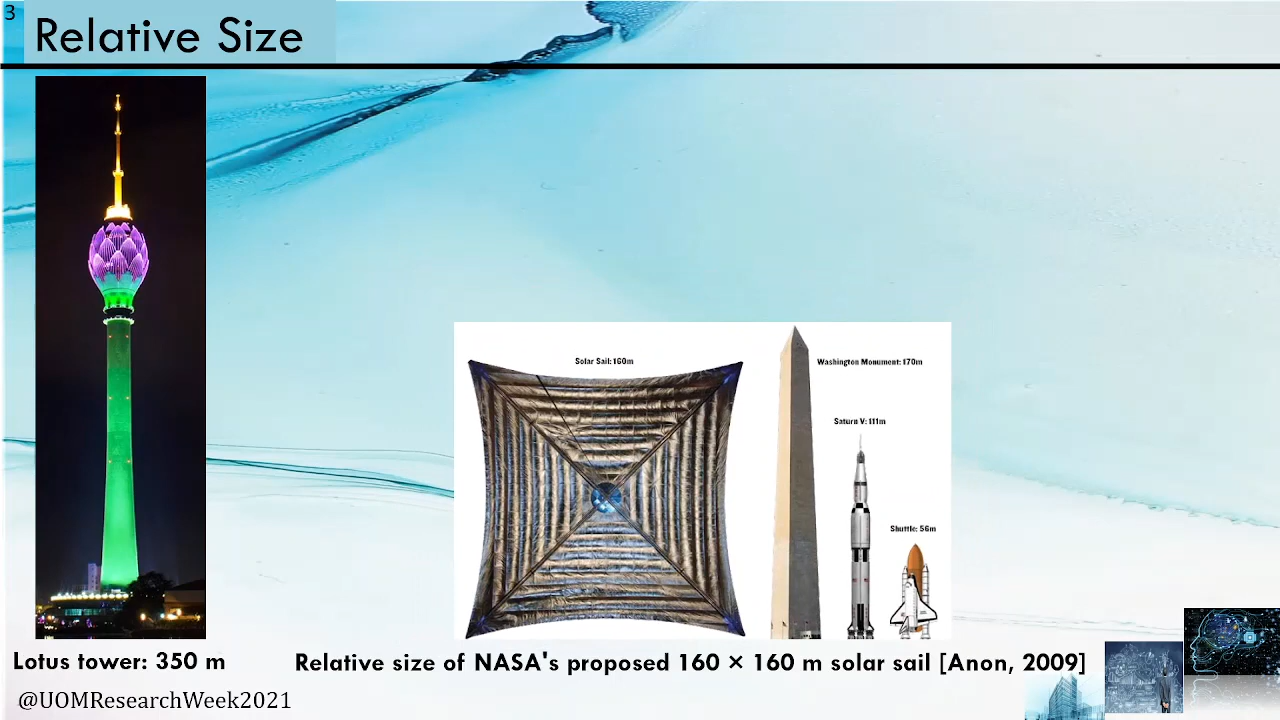 3
Relative Size
Solar Sail: 160m
Washington Monument: 170m
Saturn V: 111m
Shuttle: 56m
Lotus tower: 350 m
Relative size of NASA's proposed 160 × 160 m solar sail [Anon, 2009]
@UOMResearchWeek2021